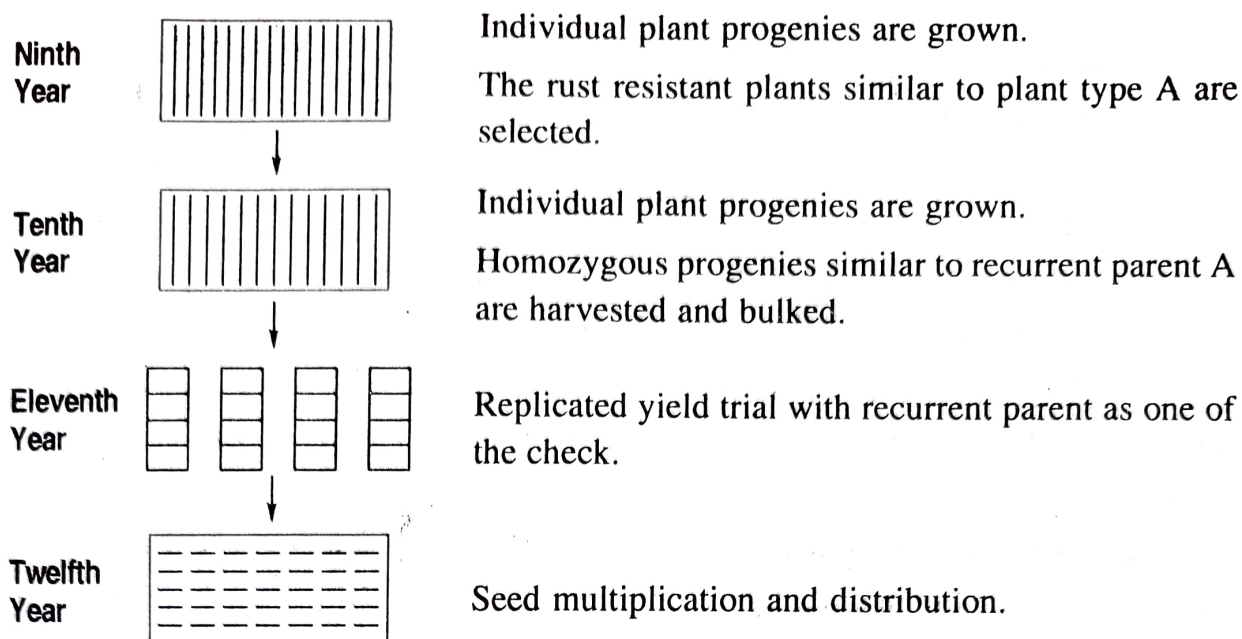 Ninth
Year
Individual plant progenies are grown.
The rust resistant plants similar to plant type A are
selected.
Tenth
Year
Individual plant progenies are grown.
Homozygous progenies similar to recurrent parent A
are harvested and bulked.
Eleventh
Year
Replicated yield trial with recurrent parent as one of
the check.
Twelfth
Year
Seed multiplication and distribution.